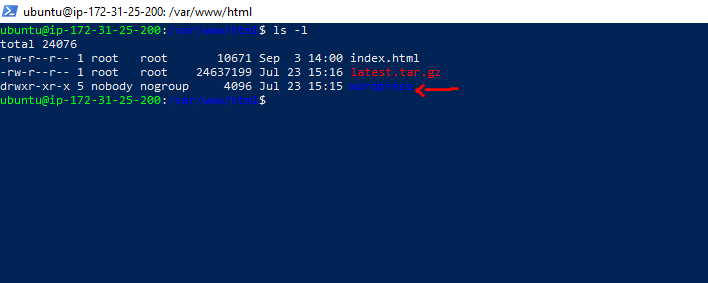 ubuntu@ip-172-31-25-200: /var/www/html
ubuntu@ip-172-31-25-200:/var/www/html$ ls -l
total 24076
-rw-r--r-- 1 root   root      10671 Sep  3 14:00 index.html
-rw-r--r-- 1 root   root   24637199 Jul 23 15:16 latest.tar.gz
drwxr-xr-x 5 nobody nogroup     4096 Jul 23 15:15 wordpress
ubuntu@ip-172-31-25-200:/var/www/html$